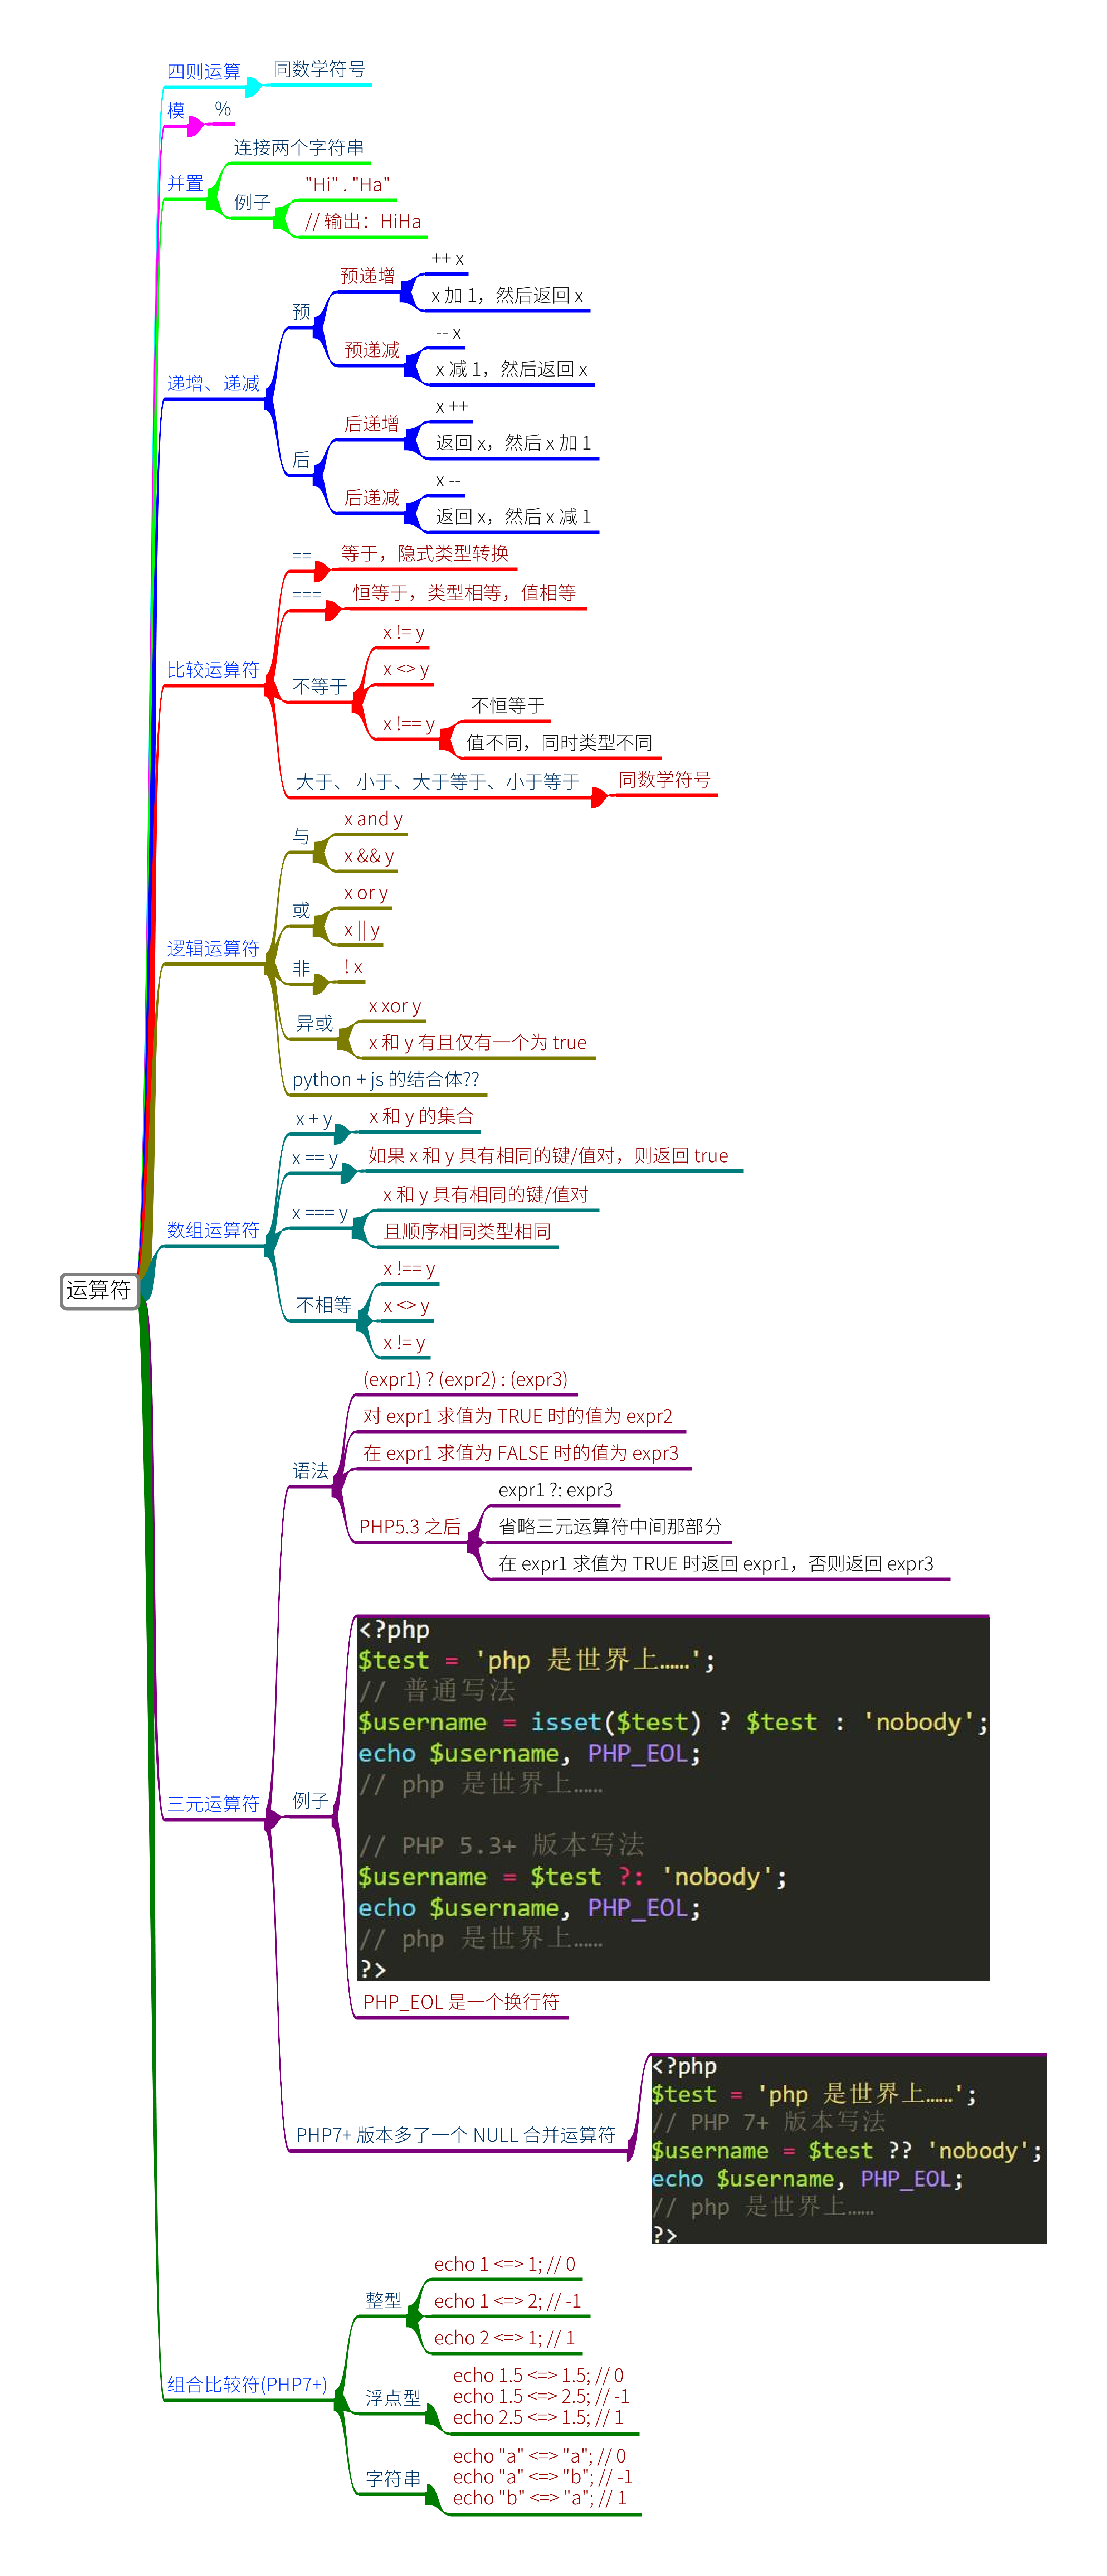 四则运算
同数学符号
模
%
并置
连接两个字符串
例子
"Hi" . "Ha"
// 输出：HiHa
递增、递减
预
预递增
++ x
x 加 1，然后返回 x
预递减
-- x
x 减 1，然后返回 x
后
后递增
x ++
返回 x，然后 x 加 1
后递减
x --
返回 x，然后 x 减 1
比较运算符
==
等于，隐式类型转换
===
恒等于，类型相等，值相等
不等于
x != y
x <> y
x !== y
不恒等于
值不同，同时类型不同
大于、 小于、大于等于、小于等于
同数学符号
逻辑运算符
与
x and y
x && y
或
x or y
x || y
非
! x
异或
x xor y
x 和 y 有且仅有一个为 true
python + js 的结合体??
运算符
数组运算符
x + y
x 和 y 的集合
x == y
如果 x 和 y 具有相同的键/值对，则返回 true
x === y
x 和 y 具有相同的键/值对
且顺序相同类型相同
不相等
x !== y
x <> y
x != y
三元运算符
语法
(expr1) ? (expr2) : (expr3)
对 expr1 求值为 TRUE 时的值为 expr2
在 expr1 求值为 FALSE 时的值为 expr3
PHP5.3 之后
expr1 ?: expr3
省略三元运算符中间那部分
在 expr1 求值为 TRUE 时返回 expr1，否则返回 expr3
例子
<?php
$test = 'php 是世界上……';
// 普通写法
$username = isset($test) ? $test : 'nobody';
echo $username, PHP_EOL;
// php 是世界上……
// PHP 5.3+ 版本写法
$username = $test ?: 'nobody';
echo $username, PHP_EOL;
// php 是世界上……
?>
PHP_EOL 是一个换行符
PHP7+ 版本多了一个 NULL 合并运算符
<?php
$test = 'php 是世界上……';
// PHP 7+ 版本写法
$username = $test ?? 'nobody';
echo $username, PHP_EOL;
// php 是世界上……
?>
组合比较符(PHP7+)
整型
echo 1 <=> 1; // 0
echo 1 <=> 2; // -1
echo 2 <=> 1; // 1
浮点型
echo 1.5 <=> 1.5; // 0
echo 1.5 <=> 2.5; // -1
echo 2.5 <=> 1.5; // 1
字符串
echo "a" <=> "a"; // 0
echo "a" <=> "b"; // -1
echo "b" <=> "a"; // 1